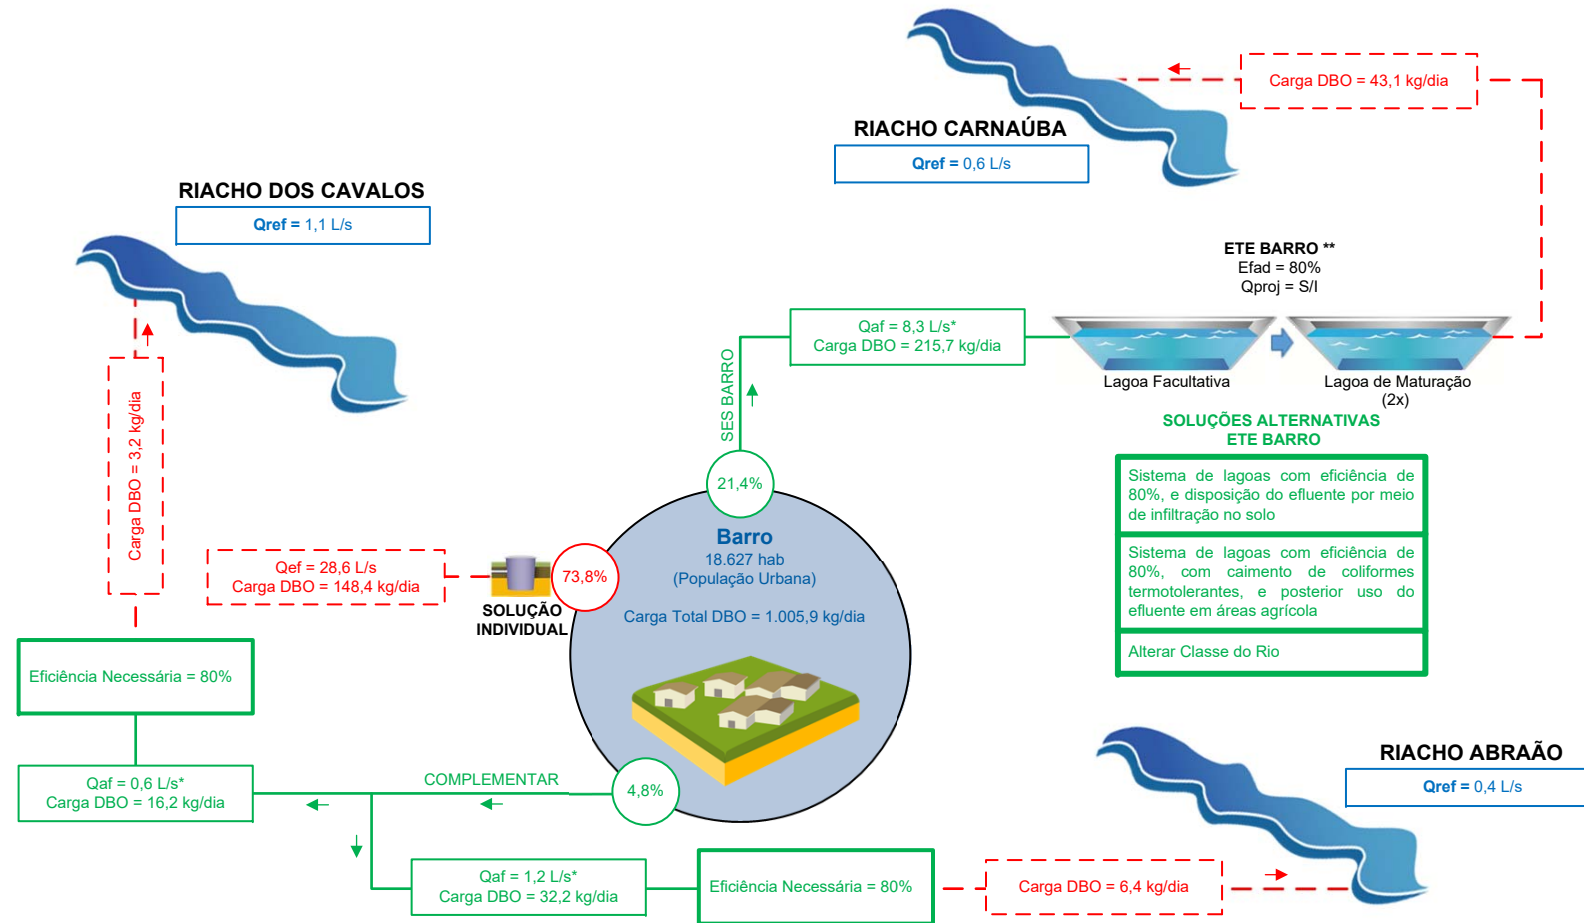 RIACHO CARNAÚBA
Qref = 0,6 L/s
Carga DBO = 43,1 kg/dia
RIACHO DOS CAVALOS
Qref = 1,1 L/s
ETE BARRO **
Efad = 80%
Qproj = S/I
Qaf = 8,3 L/s*
Carga DBO = 215,7 kg/dia
Lagoa Facultativa
Lagoa de Maturação
(2x)
SES BARRO
Carga DBO = 3,2 kg/dia
SOLUÇÕES ALTERNATIVAS
ETE BARRO
Sistema de lagoas com eficiência de
80%, e disposição do efluente por meio
de infiltração no solo
Sistema de lagoas com eficiência de
80%, com caimento de coliformes
termotolerantes, e posterior uso do
efluente em áreas agrícola
Alterar Classe do Rio
21,4%
Barro
18.627 hab
(População Urbana)
Carga Total DBO = 1.005,9 kg/dia
Qef = 28,6 L/s
Carga DBO = 148,4 kg/dia
73,8%
SOLUÇÃO
INDIVIDUAL
Eficiência Necessária = 80%
Qaf = 0,6 L/s*
Carga DBO = 16,2 kg/dia
COMPLEMENTAR
4,8%
RIACHO ABRAÃO
Qref = 0,4 L/s
Qaf = 1,2 L/s*
Carga DBO = 32,2 kg/dia
Eficiência Necessária = 80%
Carga DBO = 6,4 kg/dia